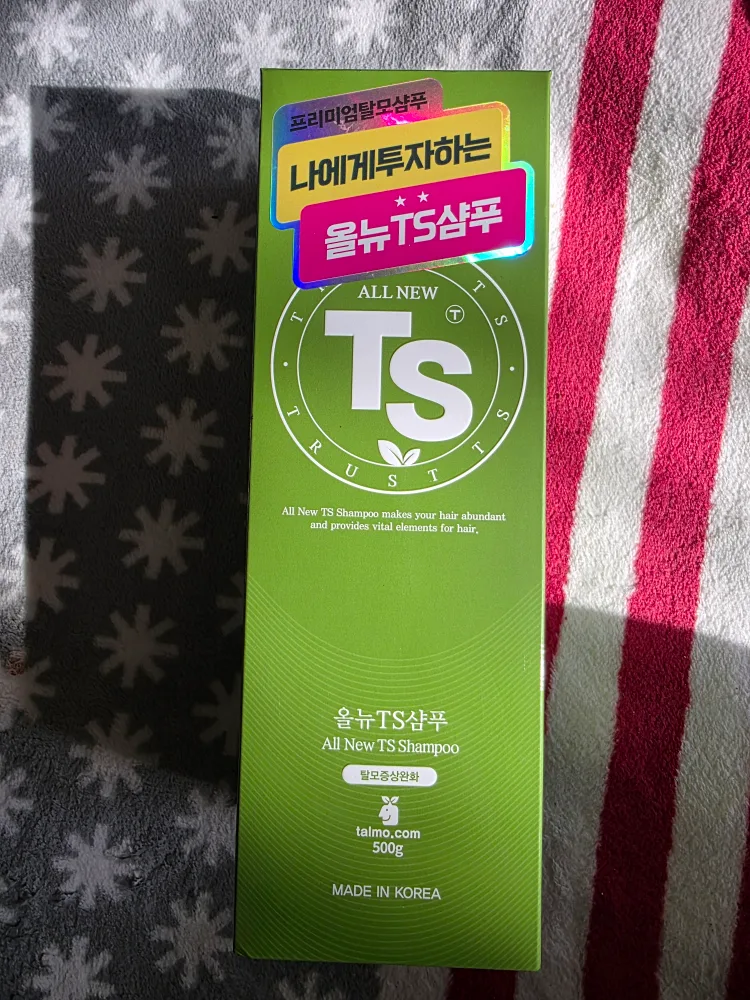 프리미엄탈모샴푸
나에게투자하는
올뉴TS샴푸
ALL NEW
TS
T
TRUST TS
All New TS Shampoo makes your hair abundant
and provides vital elements for hair.
올뉴TS샴푸
All New TS Shampoo
탈모증상완화
talmo.com
500g
MADE IN KOREA